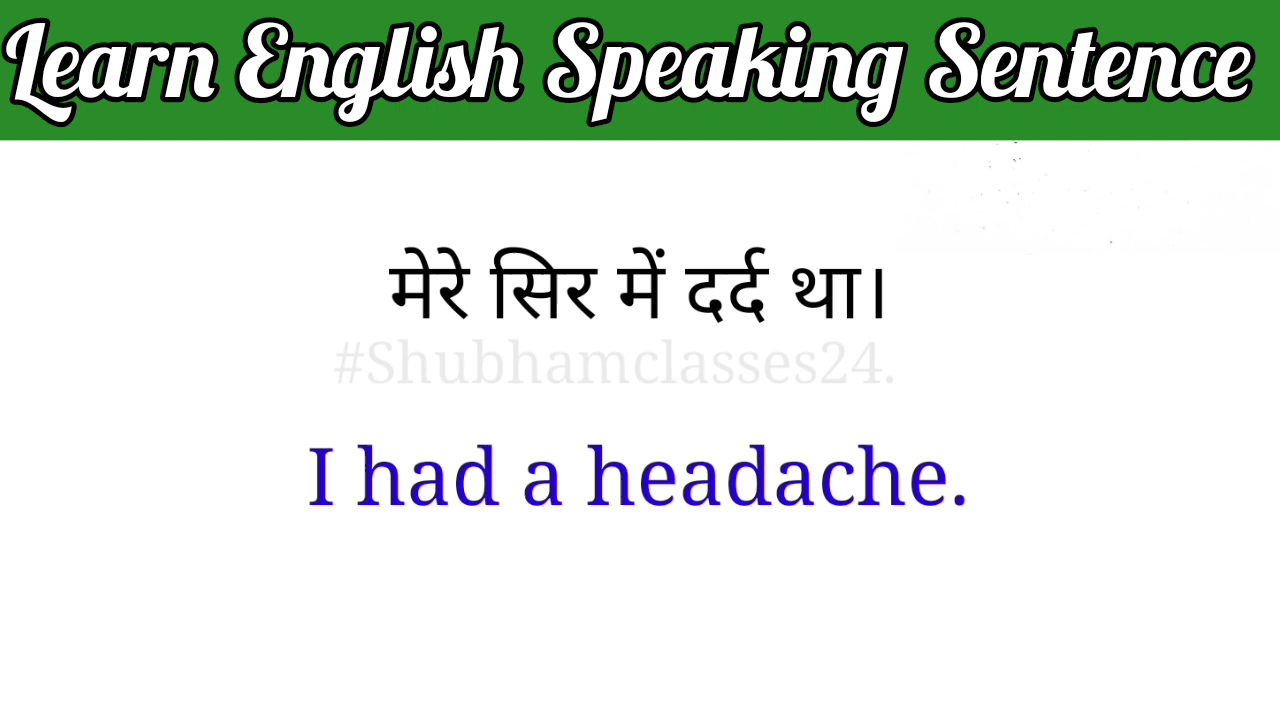 Learn English Speaking Sentence
मेरे सिर में दर्द था।
#Shubhamclasses24.
I had a headache.